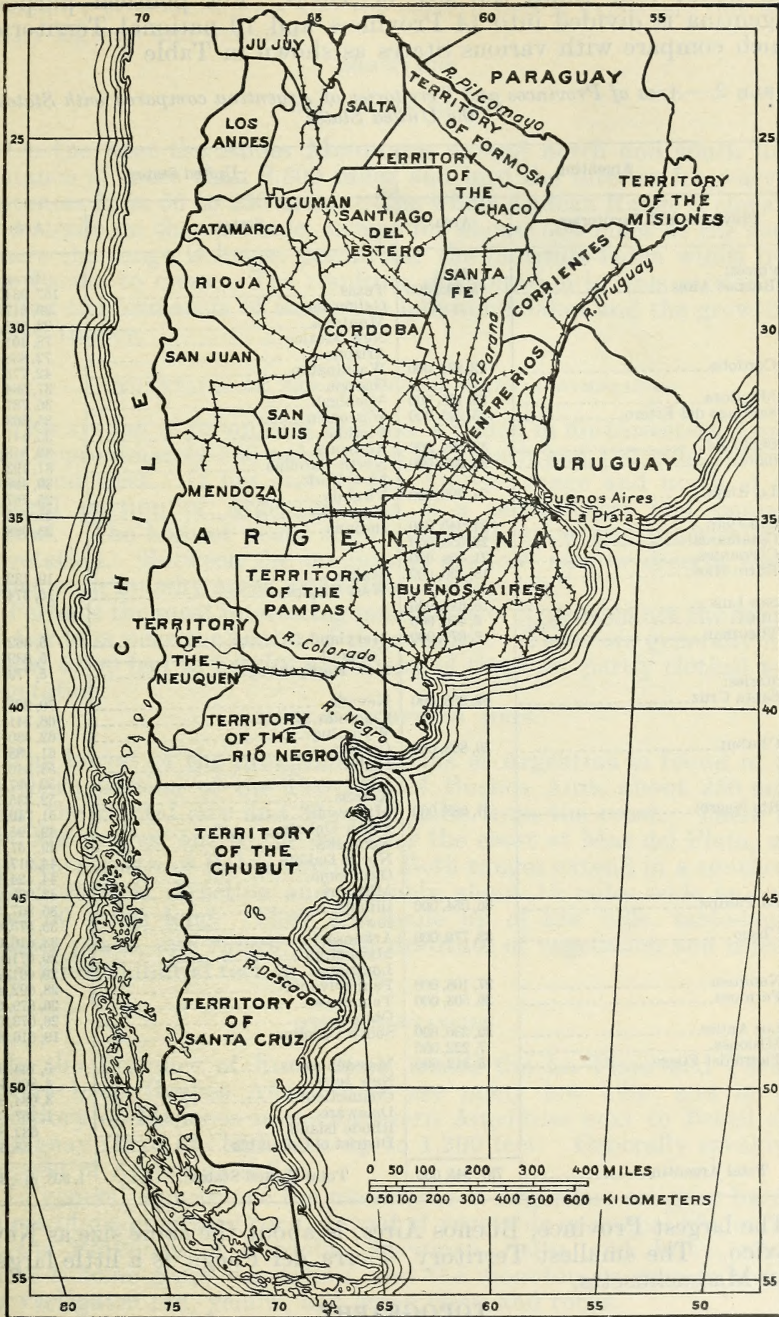 70
65
60
55
JUJUY
PARAGUAY
R. Pilcomayo
SALTA
TERRITORY
OF FORMOSA
25
25
LOS
ANDES
TERRITORY
OF
THE
CHACO
TERRITORY
OF THE
MISIONES
TUCUMAN
SANTIAGO
DEL
ESTERO
CATAMARCA
RIOJA
SANTA
FE
CORRIENTES
R. Uruguay
30
30
CORDOBA
R. Parana
SAN JUAN
ENTRE RIOS
CHILE
SAN
LUIS
URUGUAY
MENDOZA
Buenos Aires
La Plata
35
35
ARGENTINA
TERRITORY
OF THE
PAMPAS
BUENOS AIRES
TERRITORY
OF
THE
NEUQUEN
R. Colorado
R. Negro
40
40
TERRITORY
OF THE
RIO NEGRO
TERRITORY
OF THE
CHUBUT
45
45
R. Descado
TERRITORY
OF
SANTA CRUZ
50
50
0 50 100 200 300 400 MILES
0 50 100 200 300 400 500 600 KILOMETERS
55
55
80
75
70
65
60
55
50